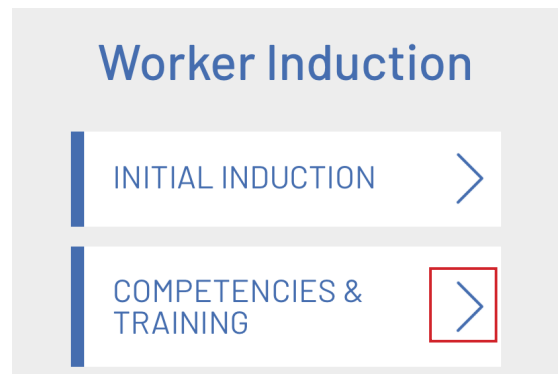 Worker Induction
INITIAL INDUCTION
COMPETENCIES &
TRAINING